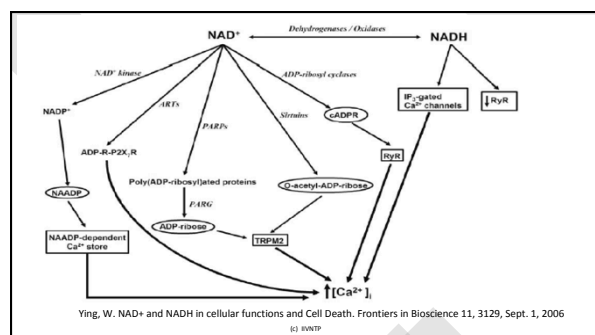 Dehydrogenases / Oxidases
NAD⁺
NADH
NAD⁺ kinase
ADP-ribosyl cyclases
ARTs
PARPs
Sirtuins
IP₃-gated
Ca²⁺ channels
↓ RyR
NADP⁺
cADPR
ADP-R-P2X₇R
RyR
Poly(ADP-ribosyl)ated proteins
O-acetyl-ADP-ribose
NAADP
PARG
ADP-ribose
NAADP-dependent
Ca²⁺ store
TRPM2
↑[Ca²⁺]ᵢ
Ying, W. NAD+ and NADH in cellular functions and Cell Death. Frontiers in Bioscience 11, 3129, Sept. 1, 2006
(c) IIVNTP